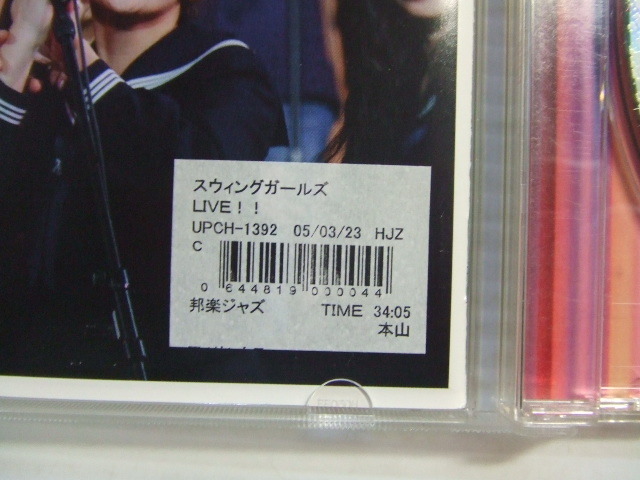 スウィングガールズ
LIVE！！
UPCH-1392 05/03/23 HJZ
C
0 644819 000044
邦楽ジャズ TIME 34:05
本山